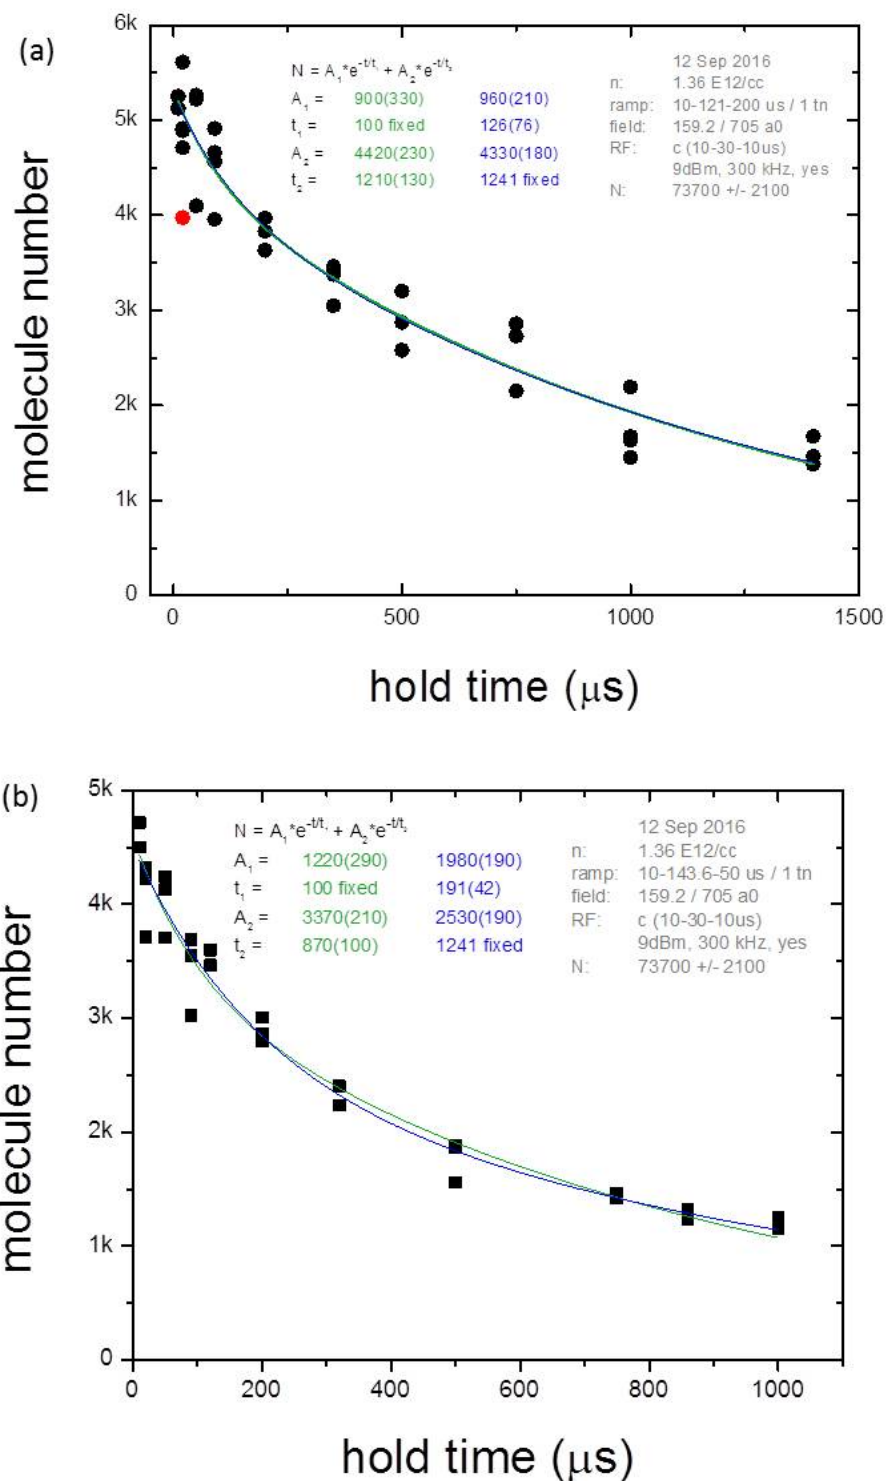 (a)
6k
5k
4k
3k
2k
1k
0
0 500 1000 1500
molecule number
hold time (μs)
N = A₁*e^(-t/t₁) + A₂*e^(-t/t₂)
A₁ = 900(330) 960(210)
t₁ = 100 fixed 126(76)
A₂ = 4420(230) 4330(180)
t₂ = 1210(130) 1241 fixed
12 Sep 2016
n: 1.36 E12/cc
ramp: 10-121-200 us / 1 tn
field: 159.2 / 705 a0
RF: c (10-30-10us)
9dBm, 300 kHz, yes
N: 73700 +/- 2100
(b)
5k
4k
3k
2k
1k
0
0 200 400 600 800 1000
molecule number
hold time (μs)
N = A₁*e^(-t/t₁) + A₂*e^(-t/t₂)
A₁ = 1220(290) 1980(190)
t₁ = 100 fixed 191(42)
A₂ = 3370(210) 2530(190)
t₂ = 870(100) 1241 fixed
12 Sep 2016
n: 1.36 E12/cc
ramp: 10-143.6-50 us / 1 tn
field: 159.2 / 705 a0
RF: c (10-30-10us)
9dBm, 300 kHz, yes
N: 73700 +/- 2100